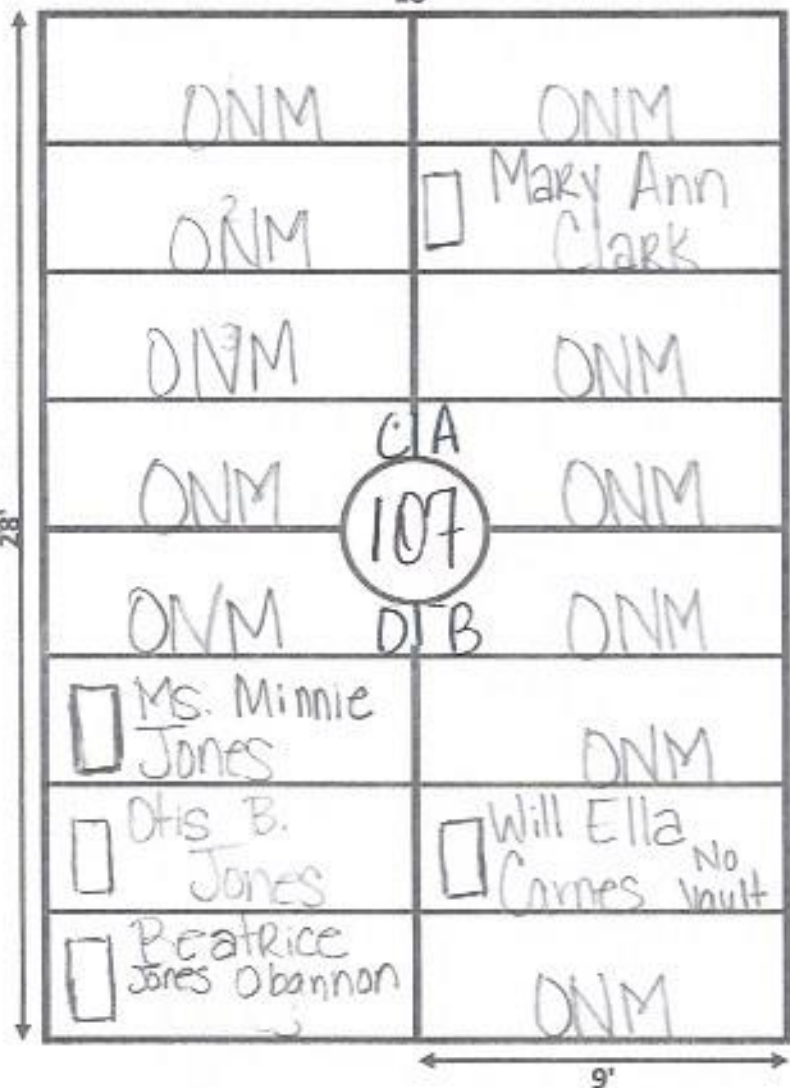 ONM ONM
ONM Mary Ann
Clark
ONM ONM
C A
ONM ONM
107
ONM D B ONM
Ms. Minnie
Jones
ONM
Otis B.
Jones
Will Ella
Carnes No
Vault
Beatrice
Jones Obannon
ONM
28'
9'